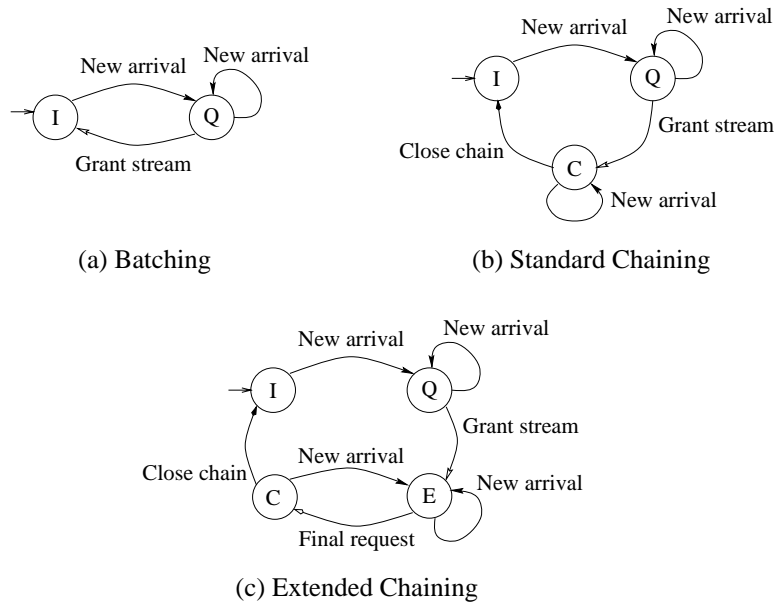 New arrival
New arrival
I
Q
Grant stream
(a) Batching
New arrival
New arrival
I
Q
Grant stream
Close chain
C
New arrival
(b) Standard Chaining
New arrival
New arrival
I
Q
Grant stream
New arrival
Close chain
New arrival
C
E
Final request
(c) Extended Chaining